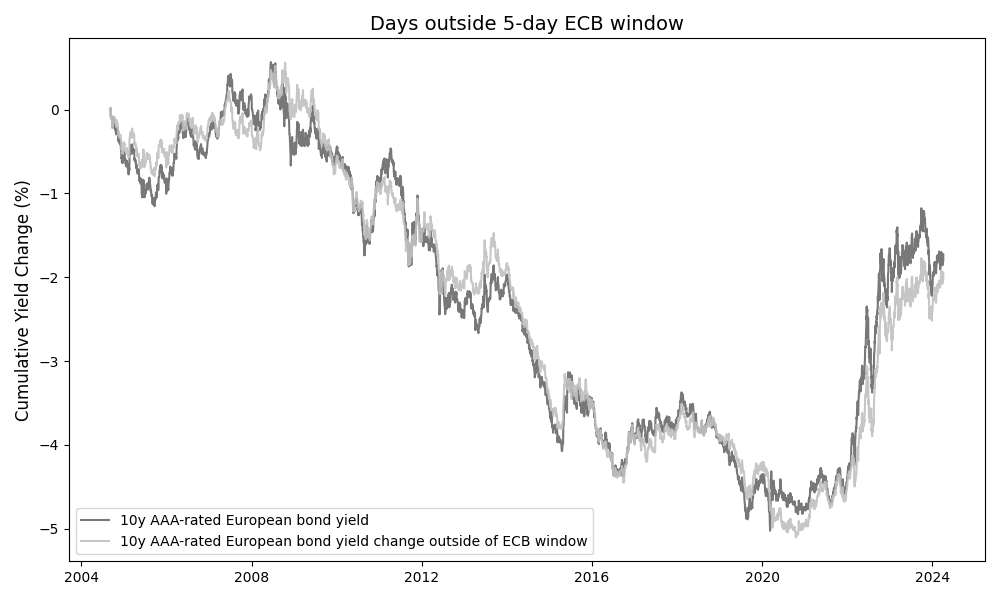 Days outside 5-day ECB window
Cumulative Yield Change (%)
0
−1
−2
−3
−4
−5
10y AAA-rated European bond yield
10y AAA-rated European bond yield change outside of ECB window
2004 2008 2012 2016 2020 2024